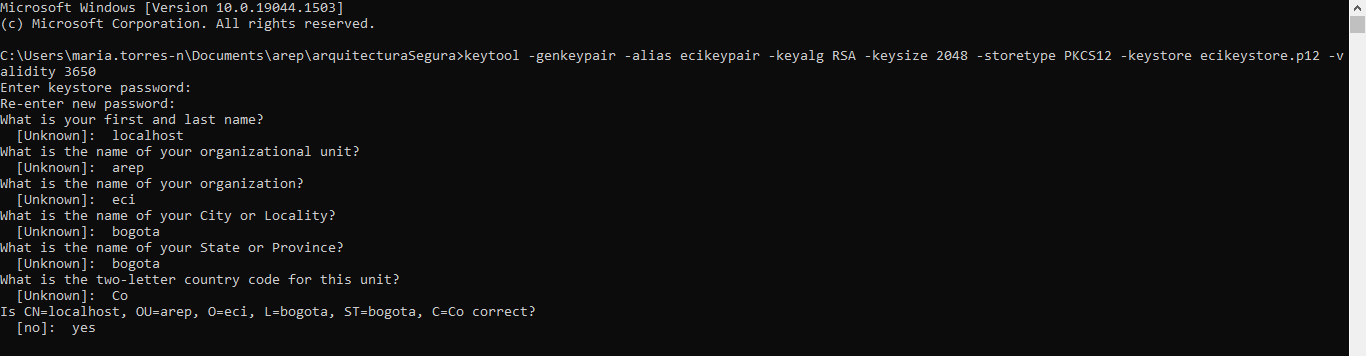 Microsoft Windows [Version 10.0.19044.1503]
(c) Microsoft Corporation. All rights reserved.
C:\Users\maria.torres-n\Documents\arep\arquitecturaSegura>keytool -genkeypair -alias ecikeypair -keyalg RSA -keysize 2048 -storetype PKCS12 -keystore ecikeystore.p12 -v
alidity 3650
Enter keystore password:
Re-enter new password:
What is your first and last name?
  [Unknown]:  localhost
What is the name of your organizational unit?
  [Unknown]:  arep
What is the name of your organization?
  [Unknown]:  eci
What is the name of your City or Locality?
  [Unknown]:  bogota
What is the name of your State or Province?
  [Unknown]:  bogota
What is the two-letter country code for this unit?
  [Unknown]:  Co
Is CN=localhost, OU=arep, O=eci, L=bogota, ST=bogota, C=Co correct?
  [no]:  yes